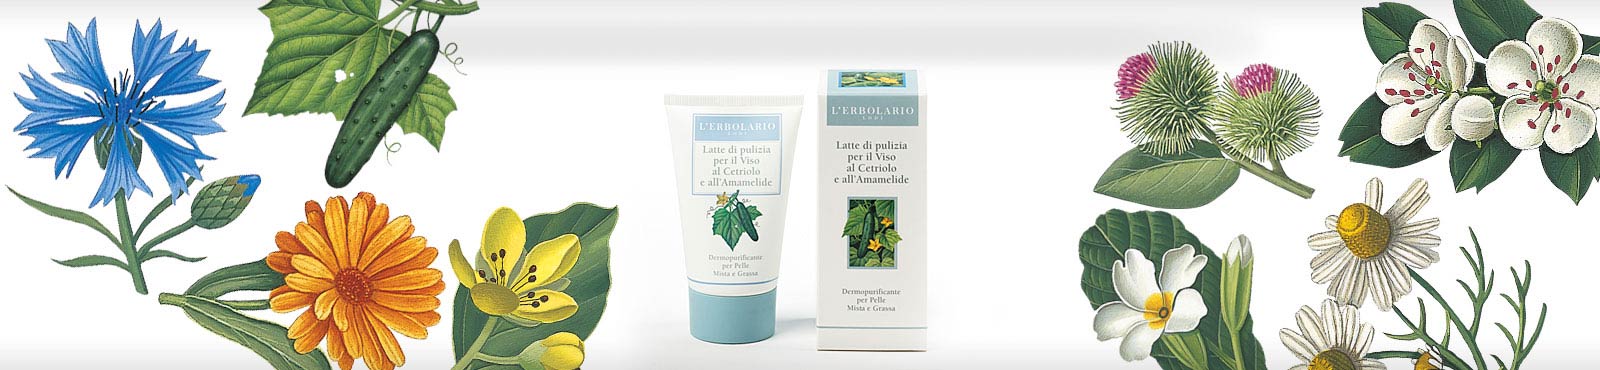 L'ERBOLARIO
LODI
Latte di pulizia
per il Viso
al Cetriolo
e all'Amamelide
Dermopurificante
per Pelle
Mista e Grassa
L'ERBOLARIO
LODI
Latte di pulizia
per il Viso
al Cetriolo
e all'Amamelide
Dermopurificante
per Pelle
Mista e Grassa